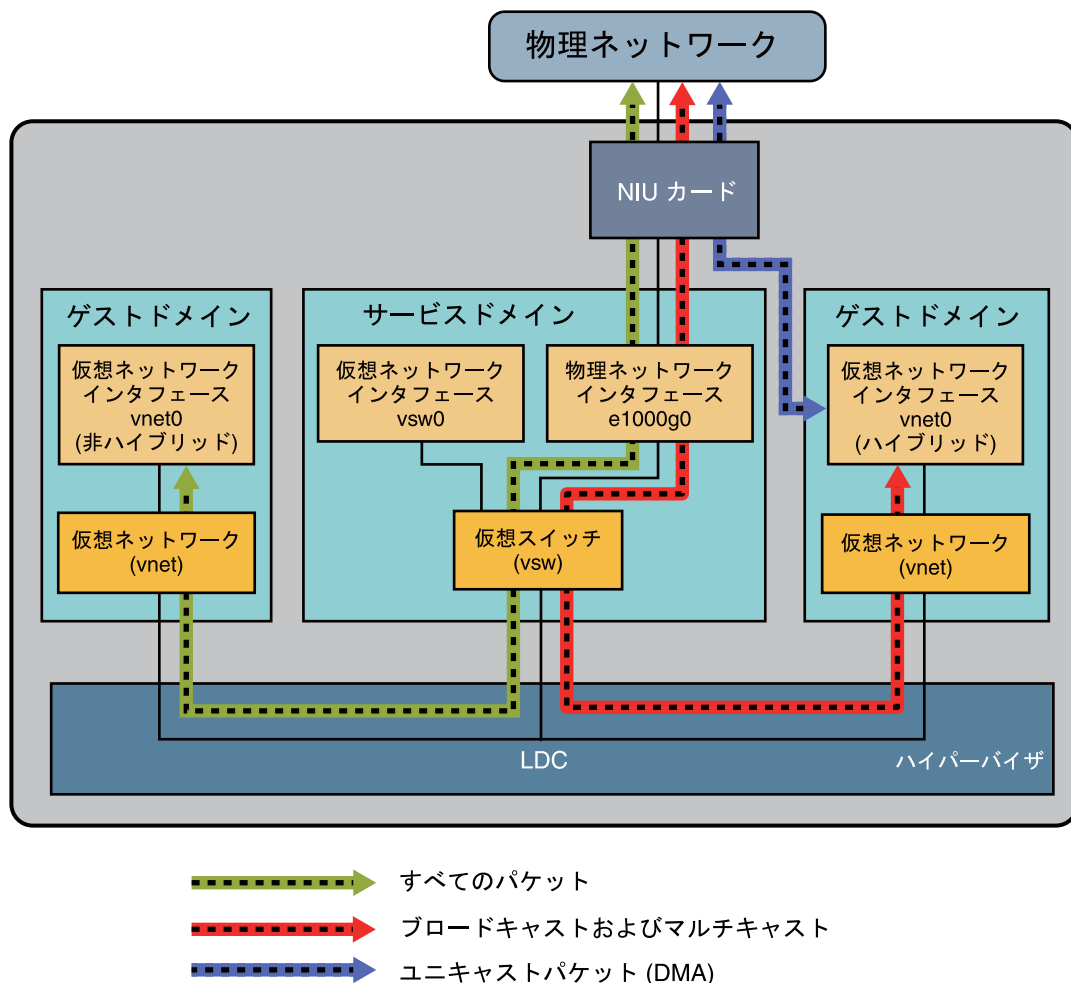 物理ネットワーク
NIU カード
ゲストドメイン
仮想ネットワーク
インタフェース
vnet0
(非ハイブリッド)
仮想ネットワーク
(vnet)
サービスドメイン
仮想ネットワーク
インタフェース
vsw0
物理ネットワーク
インタフェース
e1000g0
仮想スイッチ
(vsw)
ゲストドメイン
仮想ネットワーク
インタフェース
vnet0
(ハイブリッド)
仮想ネットワーク
(vnet)
LDC
ハイパーバイザ
すべてのパケット
ブロードキャストおよびマルチキャスト
ユニキャストパケット (DMA)